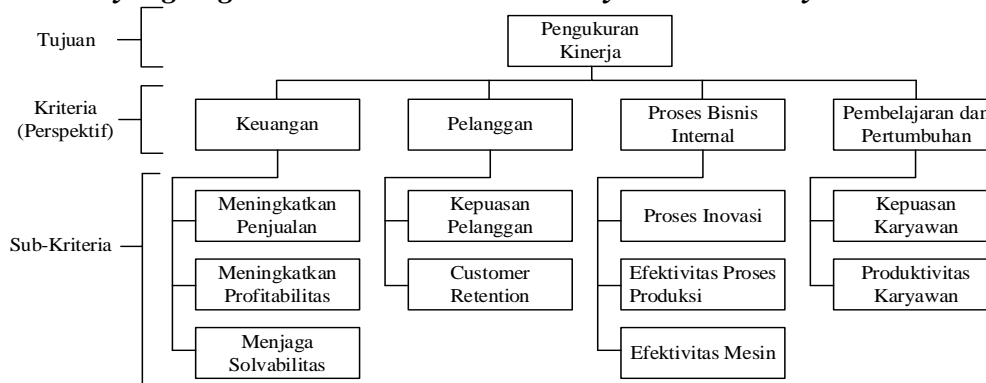 Tujuan
Pengukuran
Kinerja
Kriteria
(Perspektif)
Keuangan
Pelanggan
Proses Bisnis
Internal
Pembelajaran dan
Pertumbuhan
Sub-Kriteria
Meningkatkan
Penjualan
Meningkatkan
Profitabilitas
Menjaga
Solvabilitas
Kepuasan
Pelanggan
Customer
Retention
Proses Inovasi
Efektivitas Proses
Produksi
Efektivitas Mesin
Kepuasan
Karyawan
Produktivitas
Karyawan